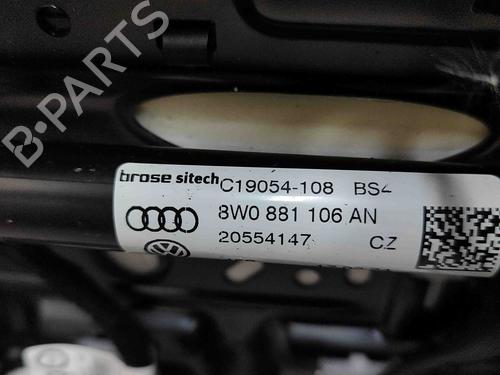 B-PARTS
brose sitech C19054-108 BS4
8W0 881 106 AN
20554147 CZ